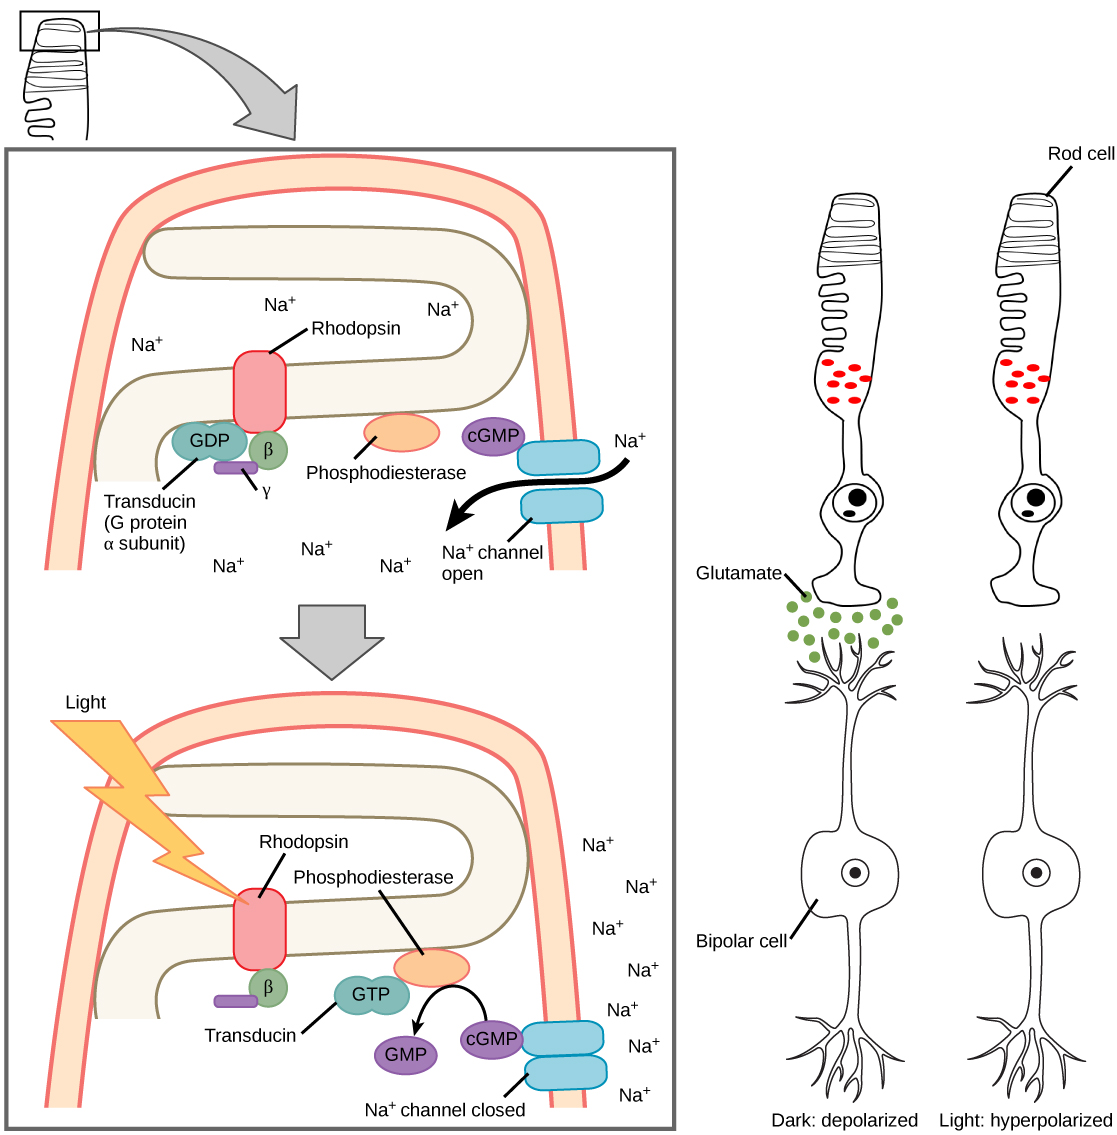 Na⁺
Na⁺
Na⁺
Rhodopsin
GDP
β
γ
cGMP
Na⁺
Phosphodiesterase
Transducin
(G protein
α subunit)
Na⁺
Na⁺
Na⁺
Na⁺ channel
open
Light
Rhodopsin
Phosphodiesterase
β
GTP
Transducin
GMP
cGMP
Na⁺
Na⁺
Na⁺
Na⁺
Na⁺
Na⁺
Na⁺
Na⁺ channel closed
Rod cell
Glutamate
Bipolar cell
Dark: depolarized
Light: hyperpolarized